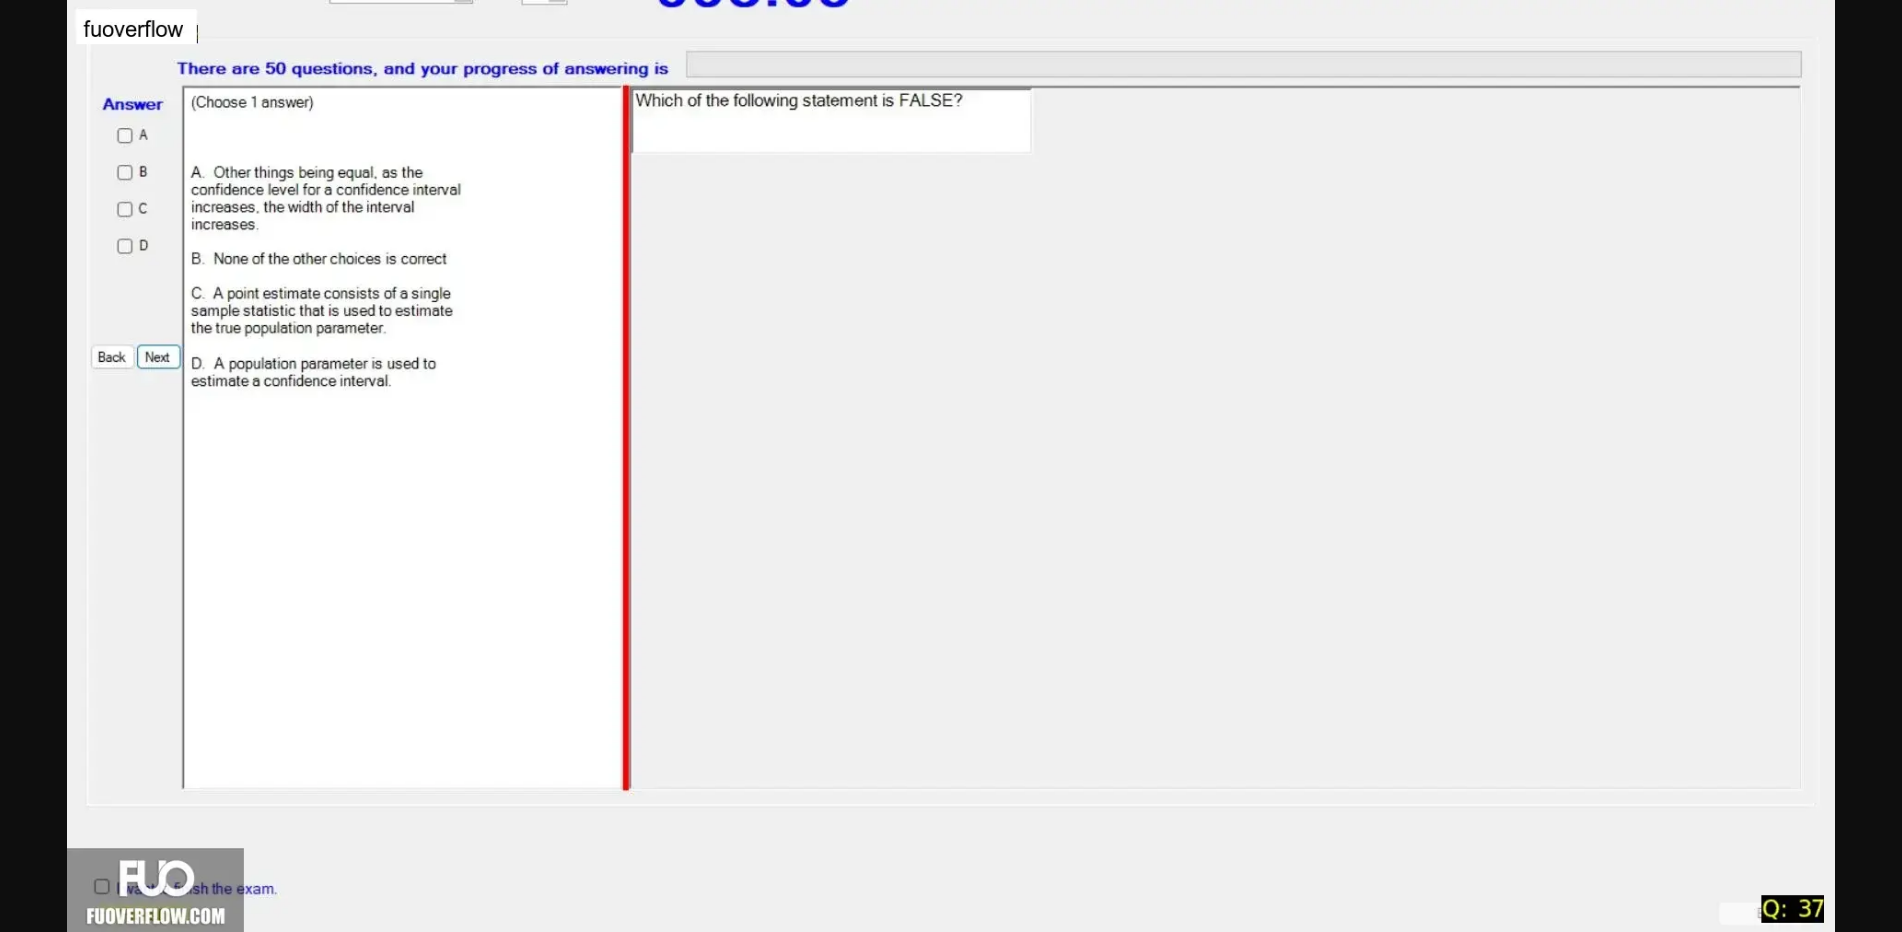 fuoverflow
There are 50 questions, and your progress of answering is
Answer
A
B
C
D
Back
Next
(Choose 1 answer)
A. Other things being equal, as the
confidence level for a confidence interval
increases, the width of the interval
increases.
B. None of the other choices is correct
C. A point estimate consists of a single
sample statistic that is used to estimate
the true population parameter.
D. A population parameter is used to
estimate a confidence interval.
Which of the following statement is FALSE?
FUO
the exam.
FUOVERFLOW.COM
Q: 37